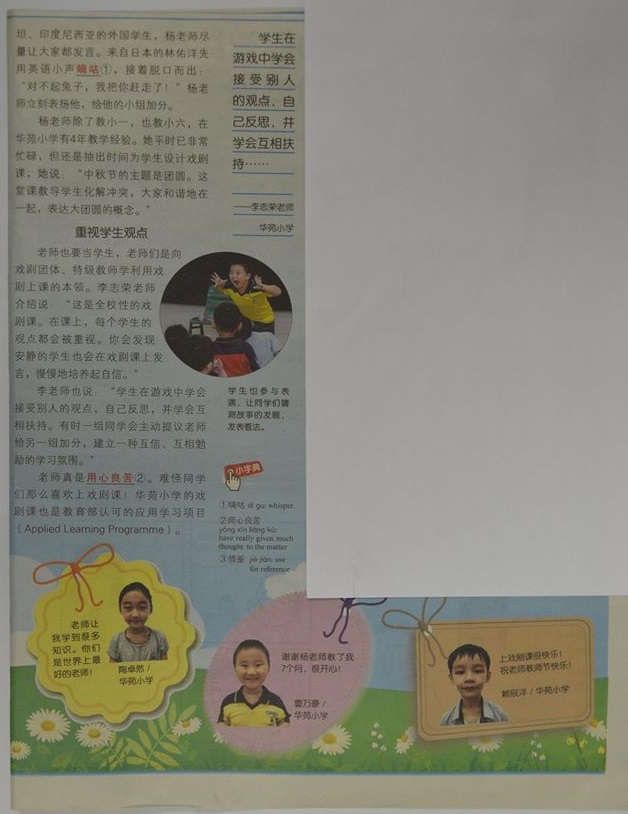 坦、印度尼西亚的外国学生，杨老师尽
量让大家都发言。来自日本的林佑洋先
用英语小声嘀咕①，接着脱口而出：
“对不起兔子，我把你赶走了！”杨老
师立刻表扬他，给他的小组加分。
杨老师除了教小一，也教小六，在
华苑小学有4年教学经验。她平时已非常
忙碌，但还是抽出时间为学生设计戏剧
课，她说：“中秋节的主题是团圆。这
堂课教导学生化解冲突，大家和谐地在
一起，表达大团圆的概念。”
重视学生观点
老师也要当学生，老师们是向
戏剧团体、特级教师学利用戏
剧上课的本领。李志荣老师
介绍说：“这是全校性的戏
剧课。在课上，每个学生的
观点都会被重视。你会发现
安静的学生也会在戏剧课上发
言，慢慢地培养起自信。”
李老师也说：“学生在游戏中学会
接受别人的观点，自己反思，并学会互
相扶持。有时一组同学会主动提议老师
给另一组加分，建立一种互信、互相勉
励的学习氛围。”
老师真是用心良苦②。难怪同学
们那么喜欢上戏剧课！华苑小学的戏
剧课也是教育部认可的应用学习项目
（Applied Learning Programme）。
学生在
游戏中学会
接受别人
的观点，自
己反思，并
学会互相扶
持……
——李志荣老师
华苑小学
学生也参与表
演，让同学们猜
测故事的发展，
发表看法。
小字典
①嘀咕 dí gu: whisper
②用心良苦
yòng xīn liáng kǔ:
have really given much
thought to the matter
③借鉴 jiè jiàn: use
for reference
老师让
我学到很多
知识。你们
是世界上最
好的老师！
陶卓然 /
华苑小学
谢谢杨老师教了我
7个月，很开心！
曹万豪 /
华苑小学
上戏剧课很快乐！
祝老师教师节快乐！
赖辰洋 / 华苑小学